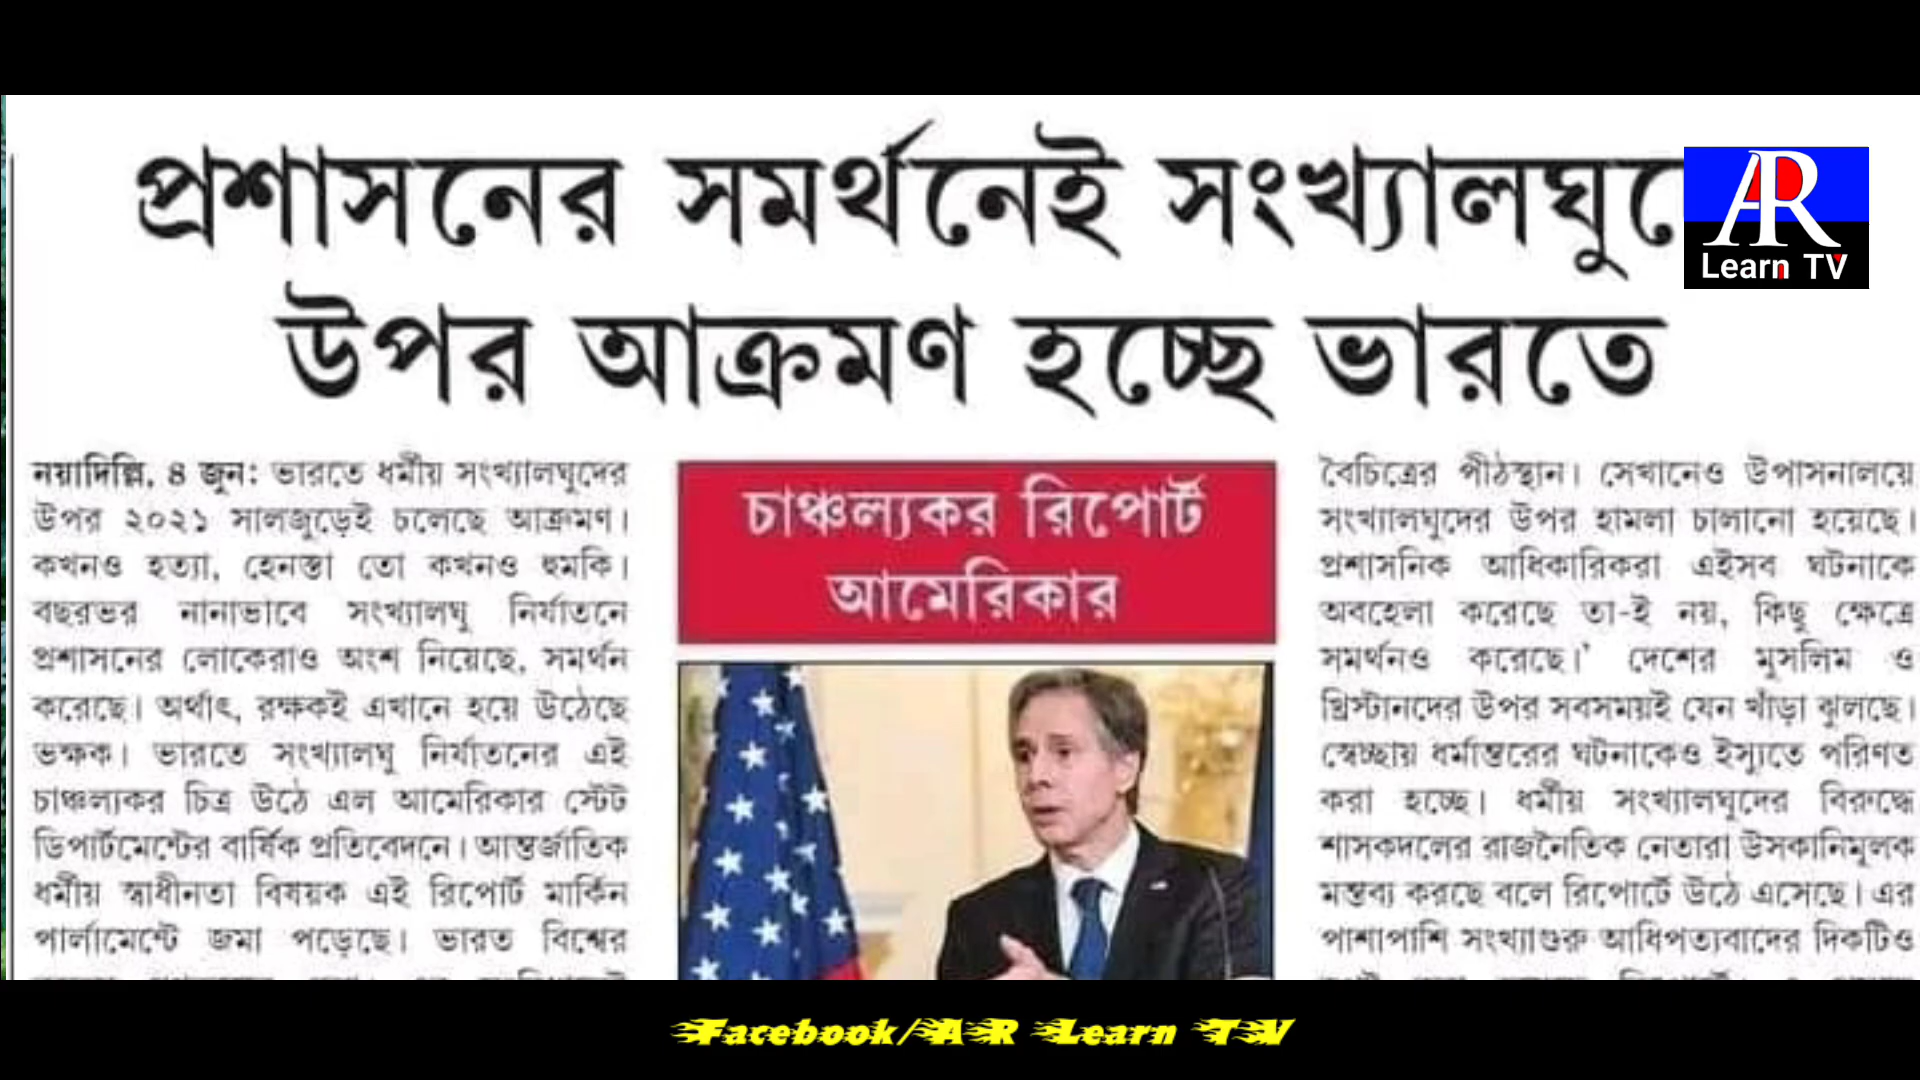 প্রশাসনের সমর্থনেই
উপর আক্রমণ হচ্ছে ভারতে
AR
Learn TV
নয়াদিল্লি, ৪ জুন: ভারতে ধর্মীয় সংখ্যালঘুদের
উপর ২০২১ সালজুড়েই চলেছে আক্রমণ।
কখনও হত্যা, হেনস্তা তো কখনও হুমকি।
বছরভর নানাভাবে সংখ্যালঘু নির্যাতনে
প্রশাসনের লোকেরাও অংশ নিয়েছে, সমর্থন
করেছে। অর্থাৎ, রক্ষকই এখানে হয়ে উঠেছে
ভক্ষক। ভারতে সংখ্যালঘু নির্যাতনের এই
চাঞ্চল্যকর চিত্র উঠে এল আমেরিকার স্টেট
ডিপার্টমেন্টের বার্ষিক প্রতিবেদনে। আন্তর্জাতিক
ধর্মীয় স্বাধীনতা বিষয়ক এই রিপোর্ট মার্কিন
পার্লামেন্টে জমা পড়েছে। ভারত বিশ্বের
চাঞ্চল্যকর রিপোর্ট
আমেরিকার
বৈচিত্রের পীঠস্থান। সেখানেও উপাসনালয়ে
সংখ্যালঘুদের উপর হামলা চালানো হয়েছে।
প্রশাসনিক আধিকারিকরা এইসব ঘটনাকে
অবহেলা করেছে তা-ই নয়, কিছু ক্ষেত্রে
সমর্থনও করেছে।' দেশের মুসলিম ও
খ্রিস্টানদের উপর সবসময়ই যেন খাঁড়া ঝুলছে।
স্বেচ্ছায় ধর্মান্তরের ঘটনাকেও ইস্যুতে পরিণত
করা হচ্ছে। ধর্মীয় সংখ্যালঘুদের বিরুদ্ধে
শাসকদলের রাজনৈতিক নেতারা উসকানিমূলক
মন্তব্য করছে বলে রিপোর্টে উঠে এসেছে। এর
পাশাপাশি সংখ্যাগুরু আধিপত্যবাদের দিকটিও
Facebook/AR Learn TV